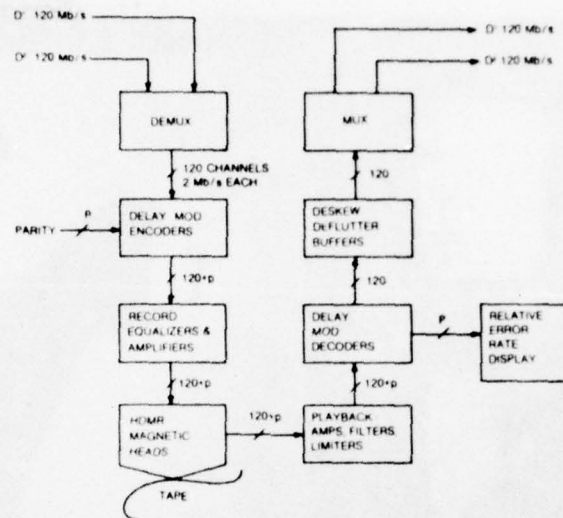 D' 120 Mb/s
D² 120 Mb/s
DEMUX
120 CHANNELS
2 Mb/s EACH
PARITY
P
DELAY MOD
ENCODERS
120+p
RECORD
EQUALIZERS &
AMPLIFIERS
120+p
HDMR
MAGNETIC
HEADS
TAPE
120+p
PLAYBACK
AMPS, FILTERS,
LIMITERS
120+p
DELAY
MOD
DECODERS
P
RELATIVE
ERROR
RATE
DISPLAY
120
DESKEW
DEFLUTTER
BUFFERS
120
MUX
D' 120 Mb/s
D² 120 Mb/s